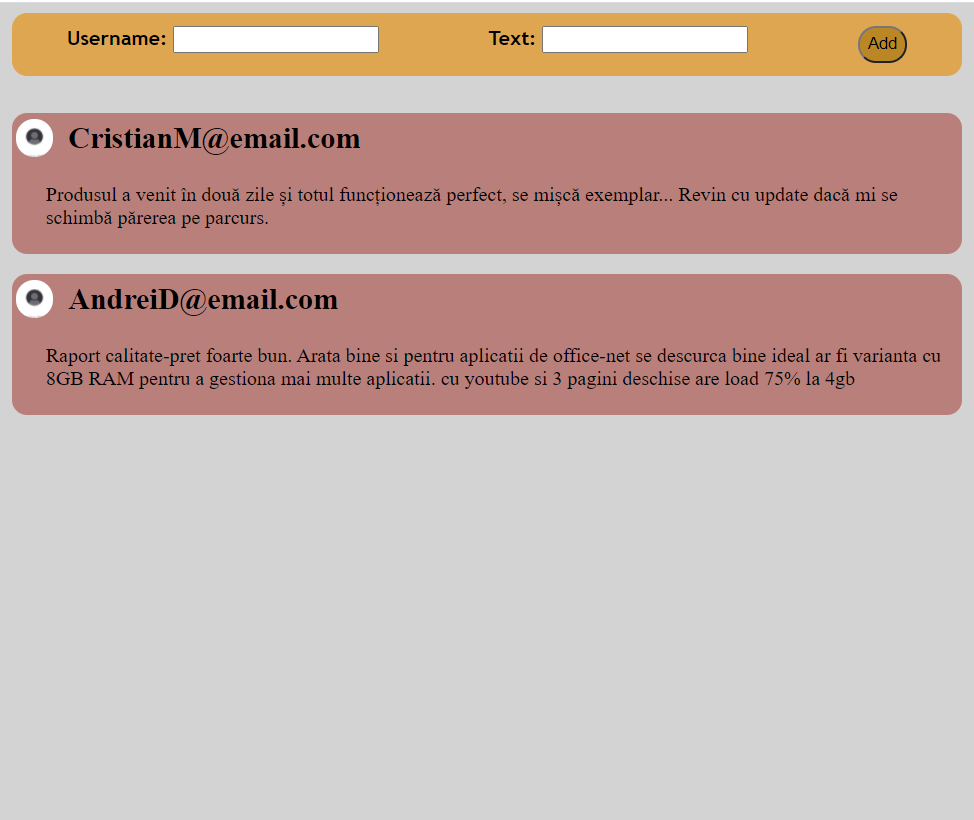 Username: Text: Add
CristianM@email.com
Produsul a venit în două zile și totul funcționează perfect, se mișcă exemplar... Revin cu update dacă mi se
schimbă părerea pe parcurs.
AndreiD@email.com
Raport calitate-pret foarte bun. Arata bine si pentru aplicatii de office-net se descurca bine ideal ar fi varianta cu
8GB RAM pentru a gestiona mai multe aplicatii. cu youtube si 3 pagini deschise are load 75% la 4gb